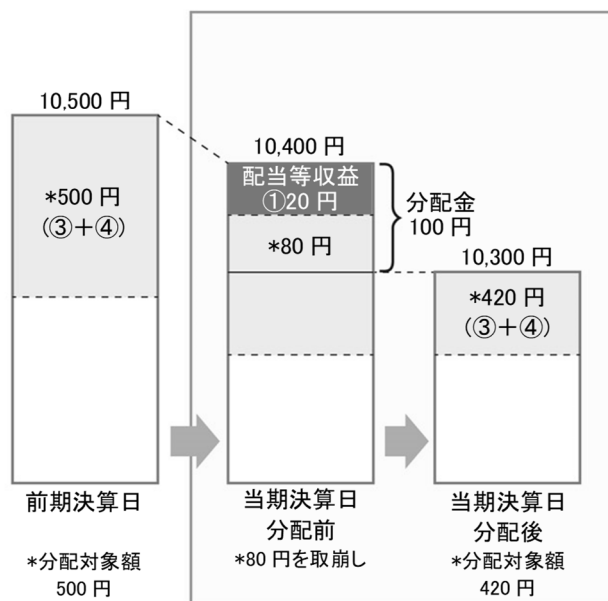 10,500 円
*500 円
(③+④)
前期決算日
*分配対象額
500 円
10,400 円
配当等収益
①20 円
*80 円
分配金
100 円
当期決算日
分配前
*80 円を取崩し
10,300 円
*420 円
(③+④)
当期決算日
分配後
*分配対象額
420 円